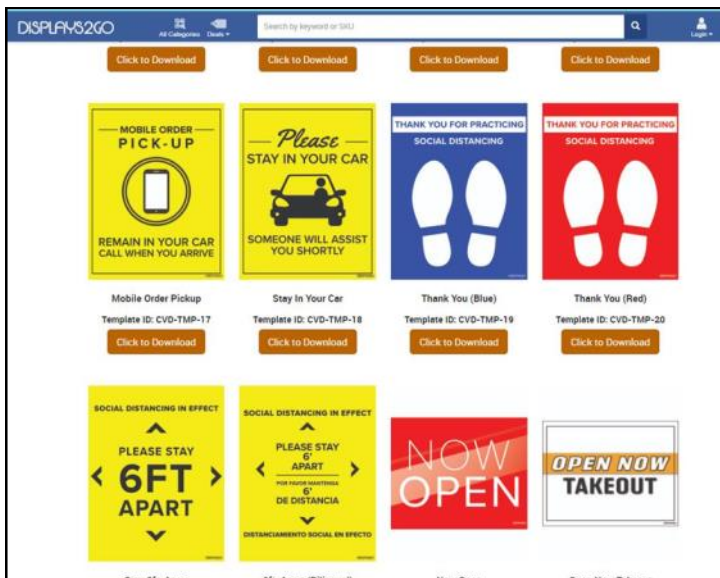 DISPLAYS2GO
All Categories
Deals
Search by keyword or SKU
Login
Click to Download
Click to Download
Click to Download
Click to Download
MOBILE ORDER
PICK-UP
REMAIN IN YOUR CAR
CALL WHEN YOU ARRIVE
Please
STAY IN YOUR CAR
SOMEONE WILL ASSIST
YOU SHORTLY
THANK YOU FOR PRACTICING
SOCIAL DISTANCING
THANK YOU FOR PRACTICING
SOCIAL DISTANCING
Mobile Order Pickup
Stay In Your Car
Thank You (Blue)
Thank You (Red)
Template ID: CVD-TMP-17
Template ID: CVD-TMP-18
Template ID: CVD-TMP-19
Template ID: CVD-TMP-20
Click to Download
Click to Download
Click to Download
Click to Download
SOCIAL DISTANCING IN EFFECT
PLEASE STAY
6FT
APART
SOCIAL DISTANCING IN EFFECT
PLEASE STAY
6'
APART
POR FAVOR MANTENGA
6'
DE DISTANCIA
DISTANCIAMIENTO SOCIAL EN EFECTO
NOW
OPEN
OPEN NOW
TAKEOUT